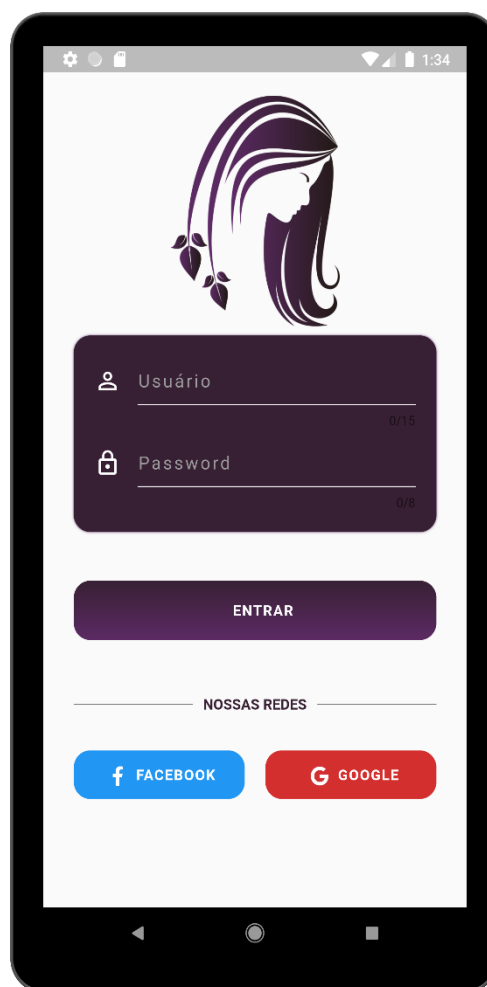 1:34
Usuário
0/15
Password
0/8
ENTRAR
NOSSAS REDES
FACEBOOK
GOOGLE